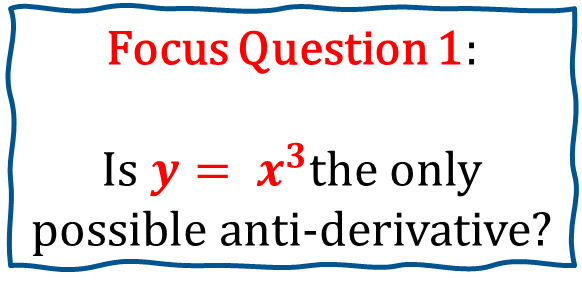 Focus Question 1:
Is y = x³ the only
possible anti-derivative?